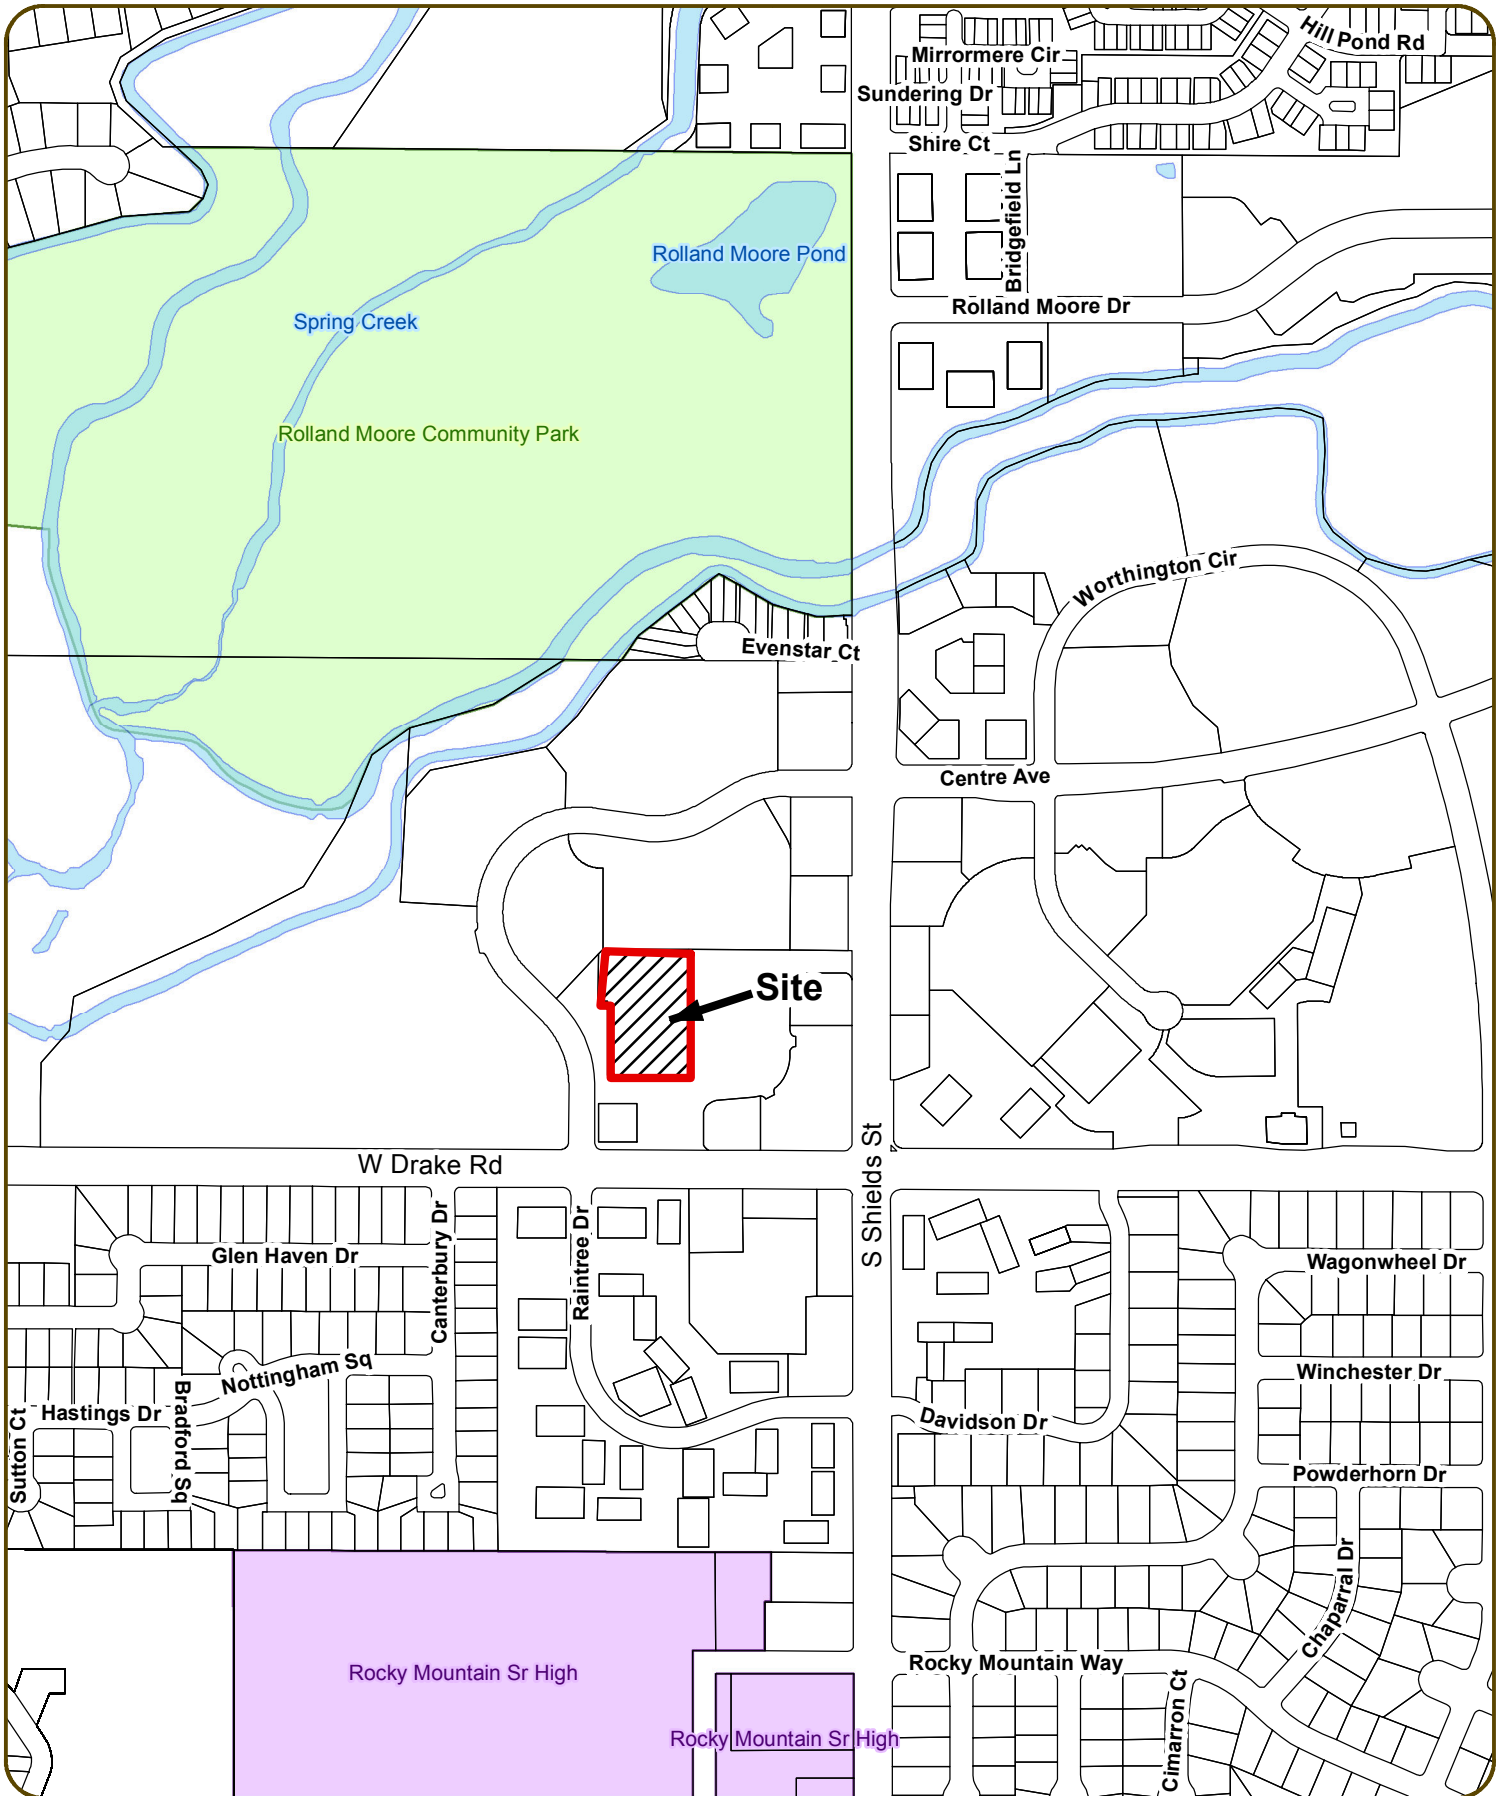 Hill Pond Rd
Mirrormere Cir
Sundering Dr
Shire Ct
Bridgefield Ln
Rolland Moore Pond
Rolland Moore Dr
Spring Creek
Rolland Moore Community Park
Worthington Cir
Evenstar Ct
Centre Ave
Site
S Shields St
W Drake Rd
Canterbury Dr
Raintree Dr
Glen Haven Dr
Wagonwheel Dr
Nottingham Sq
Winchester Dr
Hastings Dr
Bradford Sq
Sutton Ct
Davidson Dr
Powderhorn Dr
Chaparral Dr
Rocky Mountain Way
Rocky Mountain Sr High
Cimarron Ct
Rocky Mountain Sr High